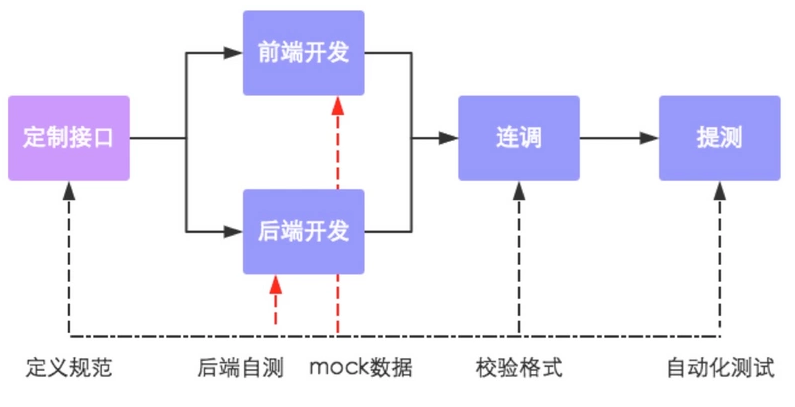 前端开发
定制接口
连调
提测
后端开发
定义规范
后端自测
mock数据
校验格式
自动化测试